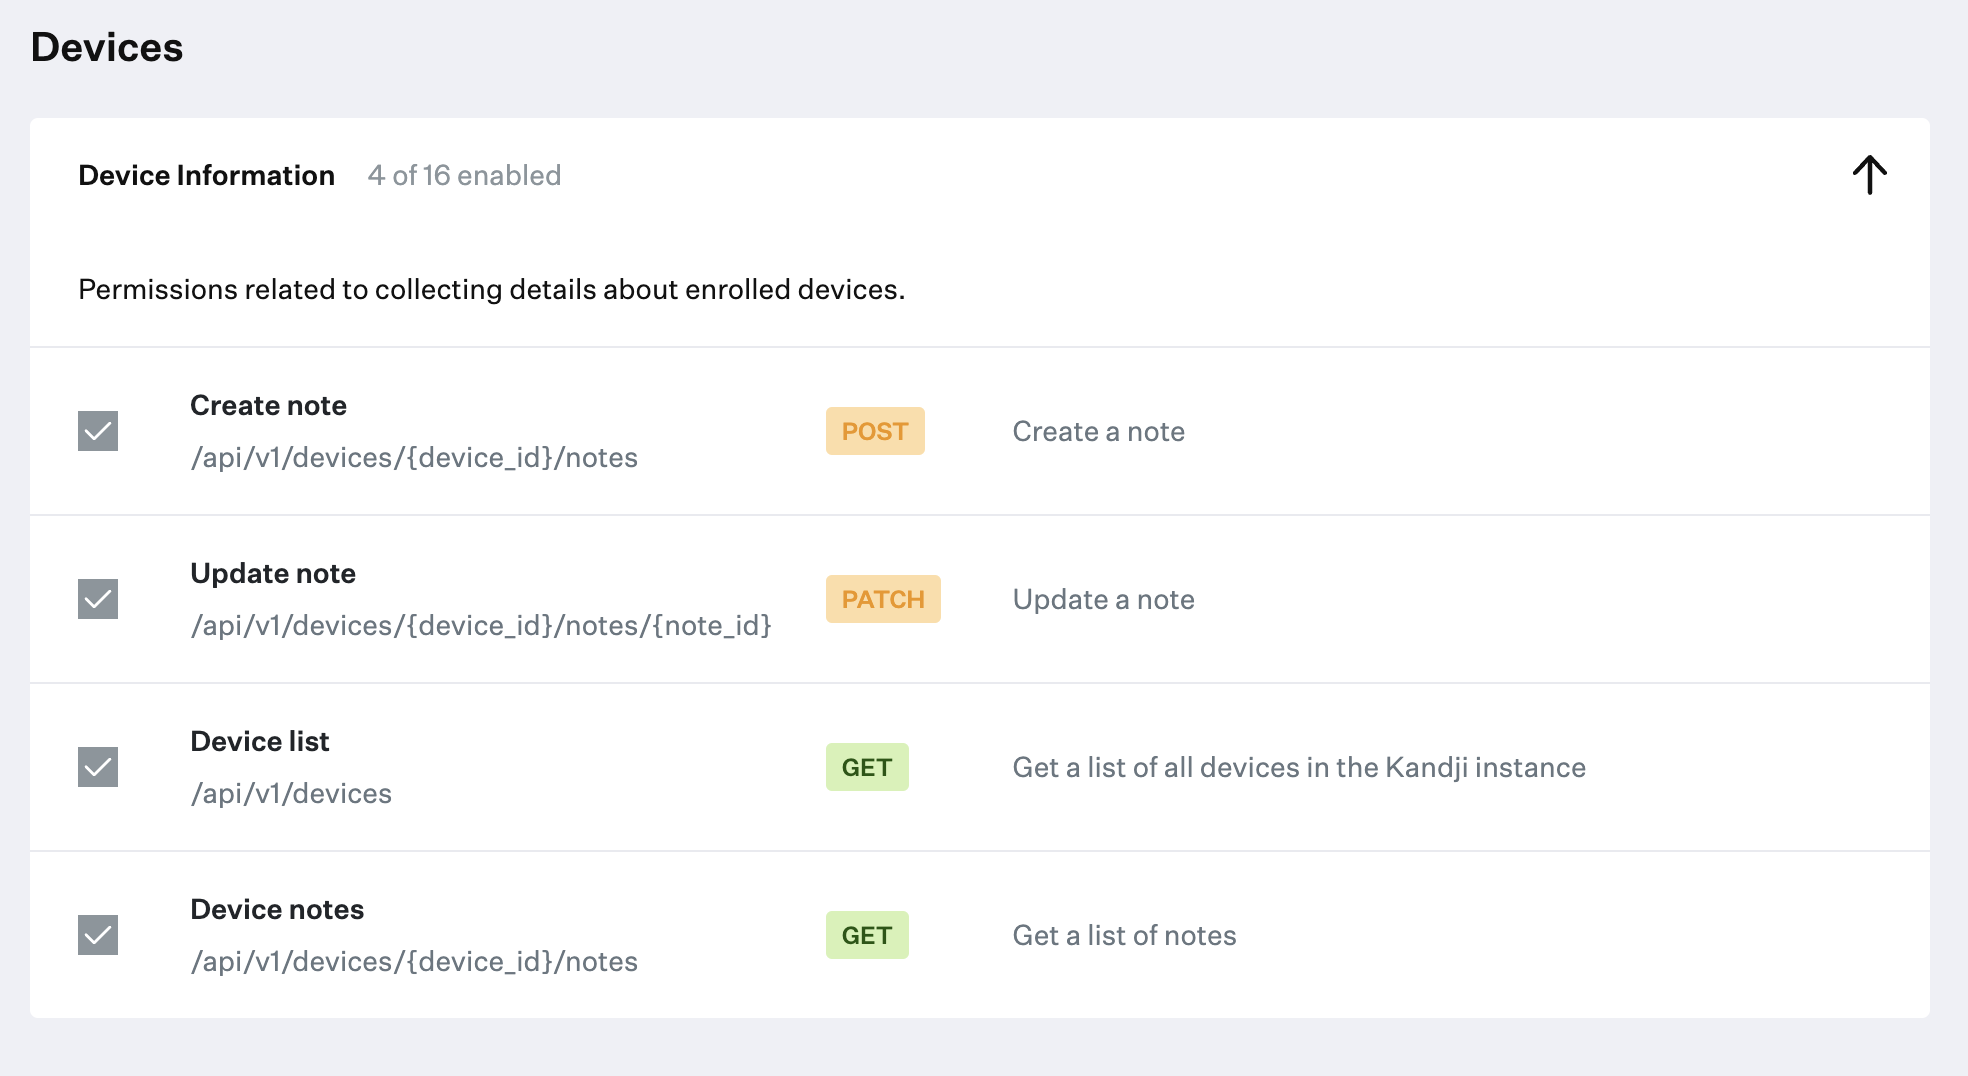 Devices
Device Information 4 of 16 enabled
Permissions related to collecting details about enrolled devices.
Create note
/api/v1/devices/{device_id}/notes
POST
Create a note
Update note
/api/v1/devices/{device_id}/notes/{note_id}
PATCH
Update a note
Device list
/api/v1/devices
GET
Get a list of all devices in the Kandji instance
Device notes
/api/v1/devices/{device_id}/notes
GET
Get a list of notes